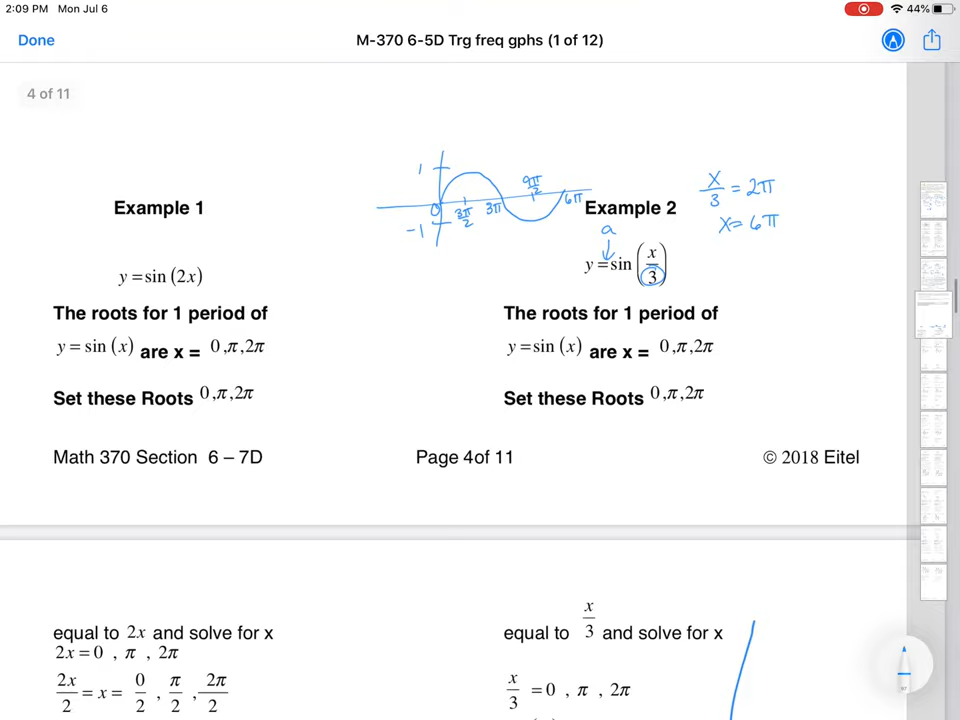 2:09 PM Mon Jul 6 44%
Done M-370 6-5D Trg freq gphs (1 of 12)
4 of 11
1
0 3π/2 3π 9π/2 6π
-1
x/3 = 2π
x = 6π
Example 1
y = sin (2x)
The roots for 1 period of
y = sin (x) are x = 0 ,π ,2π
Set these Roots 0 ,π ,2π
Example 2
a
y = sin (x/3)
The roots for 1 period of
y = sin (x) are x = 0 ,π ,2π
Set these Roots 0 ,π ,2π
Math 370 Section 6 – 7D Page 4of 11 © 2018 Eitel
equal to 2x and solve for x
2x = 0 , π , 2π
2x/2 = x = 0/2 , π/2 , 2π/2
equal to x/3 and solve for x
x/3 = 0 , π , 2π